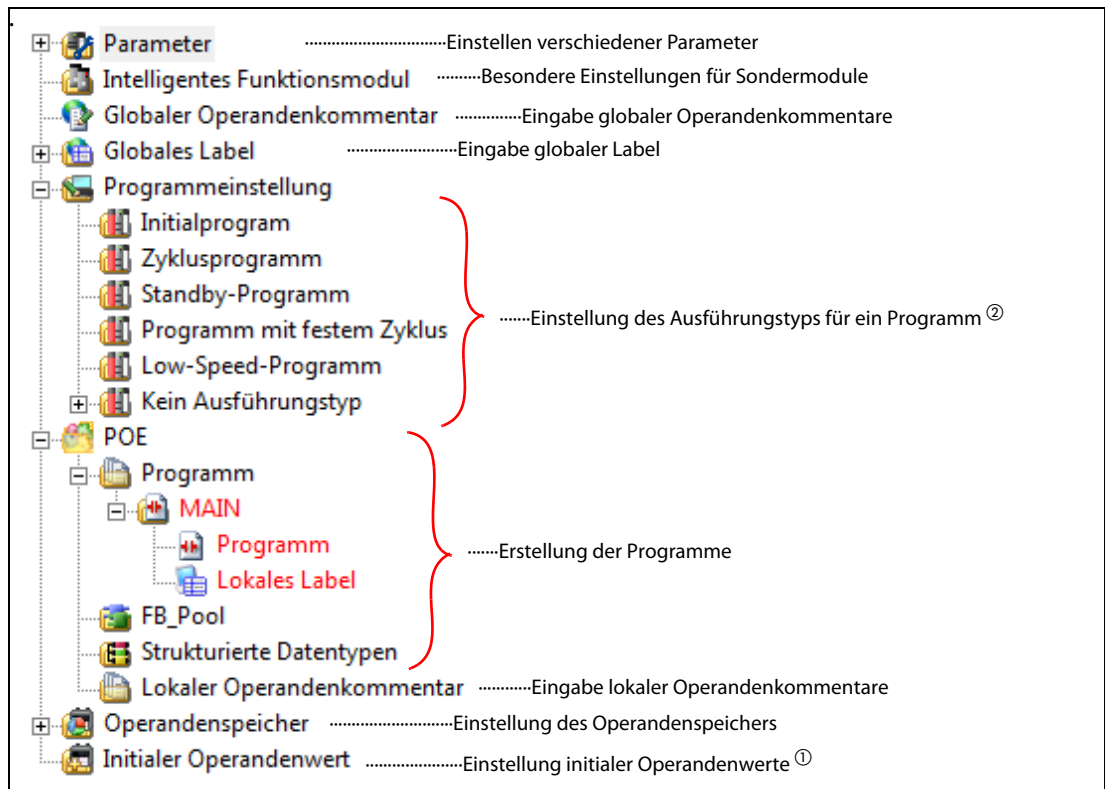 Parameter ...............................Einstellen verschiedener Parameter
Intelligentes Funktionsmodul ..........Besondere Einstellungen für Sondermodule
Globaler Operandenkommentar ...............Eingabe globaler Operandenkommentare
Globales Label ........................Eingabe globaler Label
Programmeinstellung
Initialprogram
Zyklusprogramm
Standby-Programm
Programm mit festem Zyklus .......Einstellung des Ausführungstyps für ein Programm ②
Low-Speed-Programm
Kein Ausführungstyp
POE
Programm
MAIN
Programm .......Erstellung der Programme
Lokales Label
FB_Pool
Strukturierte Datentypen
Lokaler Operandenkommentar ............Eingabe lokaler Operandenkommentare
Operandenspeicher ...........................Einstellung des Operandenspeichers
Initialer Operandenwert ......................Einstellung initialer Operandenwerte ①